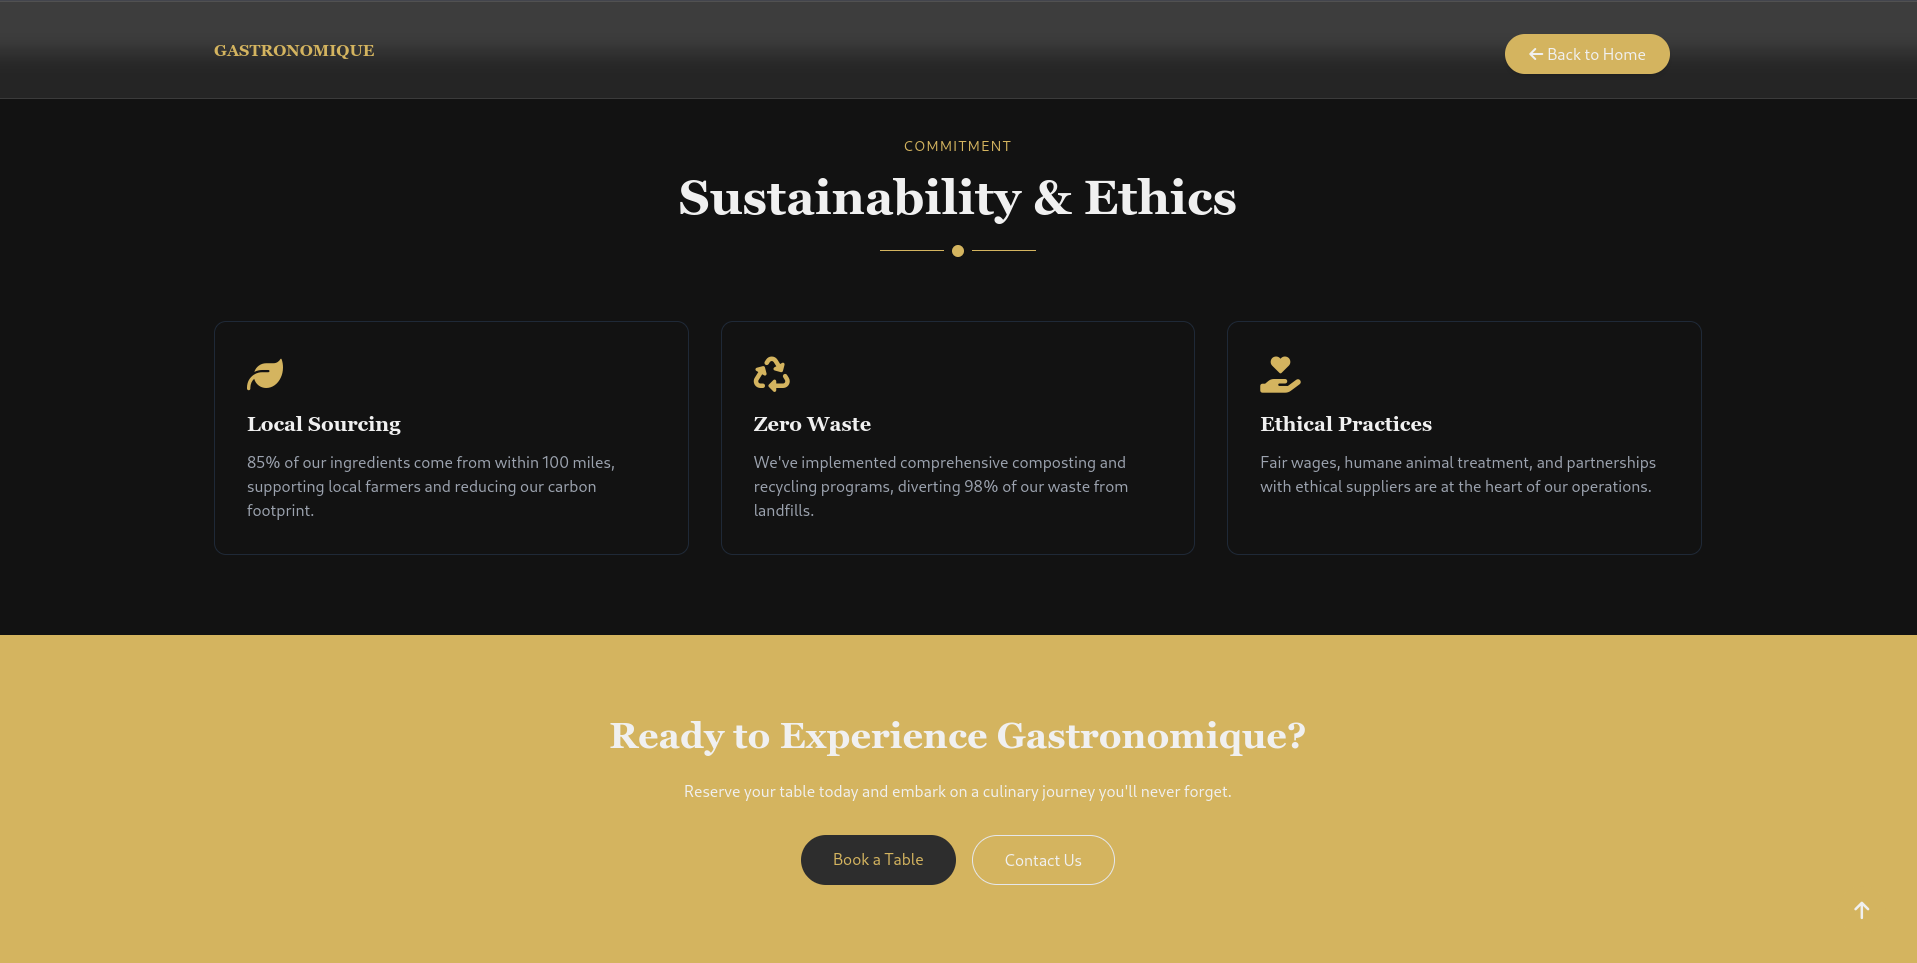 GASTRONOMIQUE
Back to Home
COMMITMENT
Sustainability & Ethics
Local Sourcing
85% of our ingredients come from within 100 miles,
supporting local farmers and reducing our carbon
footprint.
Zero Waste
We've implemented comprehensive composting and
recycling programs, diverting 98% of our waste from
landfills.
Ethical Practices
Fair wages, humane animal treatment, and partnerships
with ethical suppliers are at the heart of our operations.
Ready to Experience Gastronomique?
Reserve your table today and embark on a culinary journey you'll never forget.
Book a Table
Contact Us